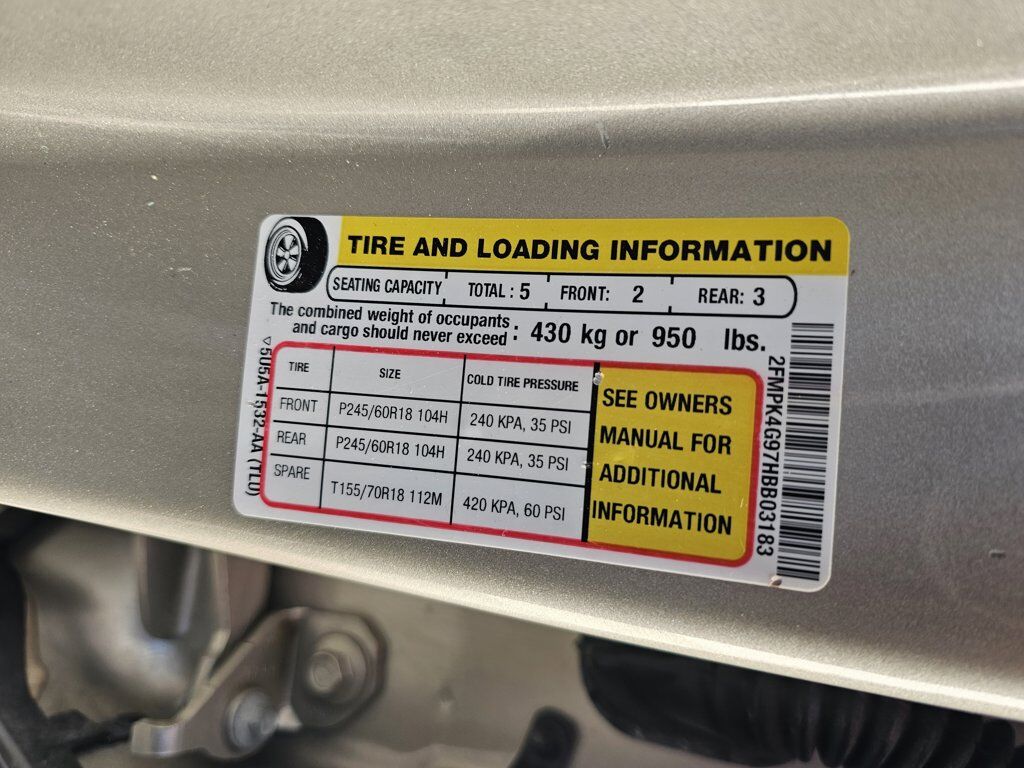 TIRE AND LOADING INFORMATION
SEATING CAPACITY TOTAL : 5 FRONT: 2 REAR: 3
The combined weight of occupants
and cargo should never exceed : 430 kg or 950 lbs.
TIRE SIZE COLD TIRE PRESSURE
FRONT P245/60R18 104H 240 KPA, 35 PSI
REAR P245/60R18 104H 240 KPA, 35 PSI
SPARE T155/70R18 112M 420 KPA, 60 PSI
SEE OWNERS
MANUAL FOR
ADDITIONAL
INFORMATION
505A-1532-AA (TLU)
2FMPK4G97HBB03183